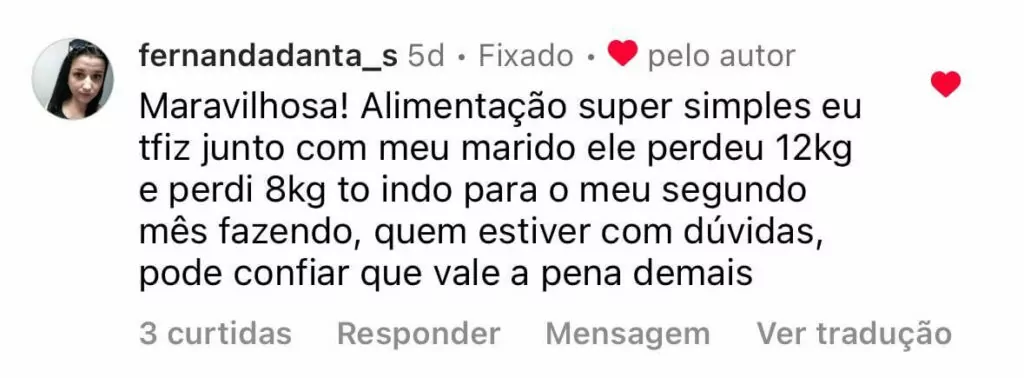 fernandadanta_s 5d • Fixado • ❤ pelo autor
Maravilhosa! Alimentação super simples eu
tfiz junto com meu marido ele perdeu 12kg
e perdi 8kg to indo para o meu segundo
mês fazendo, quem estiver com dúvidas,
pode confiar que vale a pena demais
3 curtidas Responder Mensagem Ver tradução